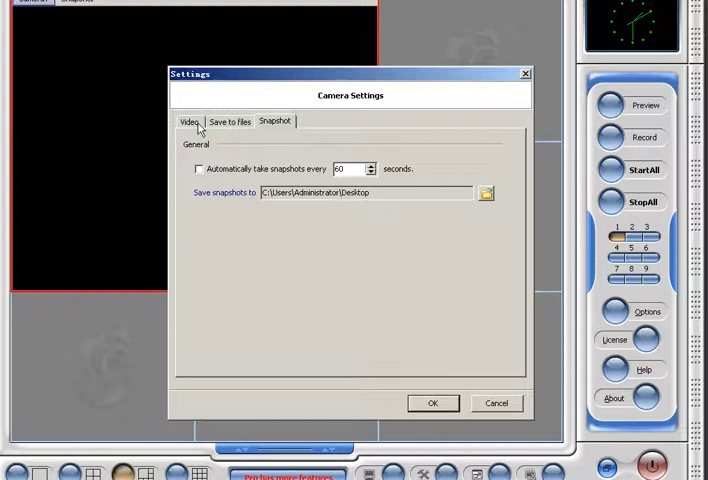 Camera1 Snapshot
Settings
Camera Settings
Video Save to files Snapshot
General
Automatically take snapshots every 60 seconds.
Save snapshots to C:\Users\Administrator\Desktop
OK Cancel
Preview
Record
StartAll
StopAll
1 2 3
4 5 6
7 8 9
Options
License
Help
About
Pro has more features